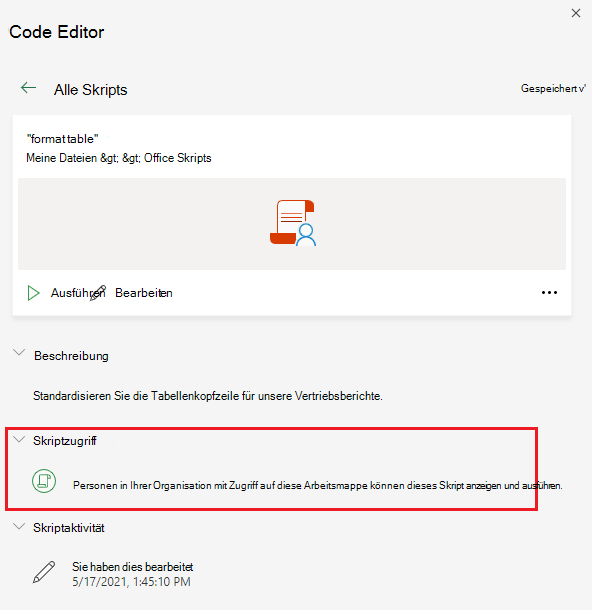 Code Editor
Alle Skripts
Gespeichert v'
"format table"
Meine Dateien &gt; &gt; Office Skripts
Ausführen Bearbeiten
Beschreibung
Standardisieren Sie die Tabellenkopfzeile für unsere Vertriebsberichte.
Skriptzugriff
Personen in Ihrer Organisation mit Zugriff auf diese Arbeitsmappe können dieses Skript anzeigen und ausführen.
Skriptaktivität
Sie haben dies bearbeitet
5/17/2021, 1:45:10 PM